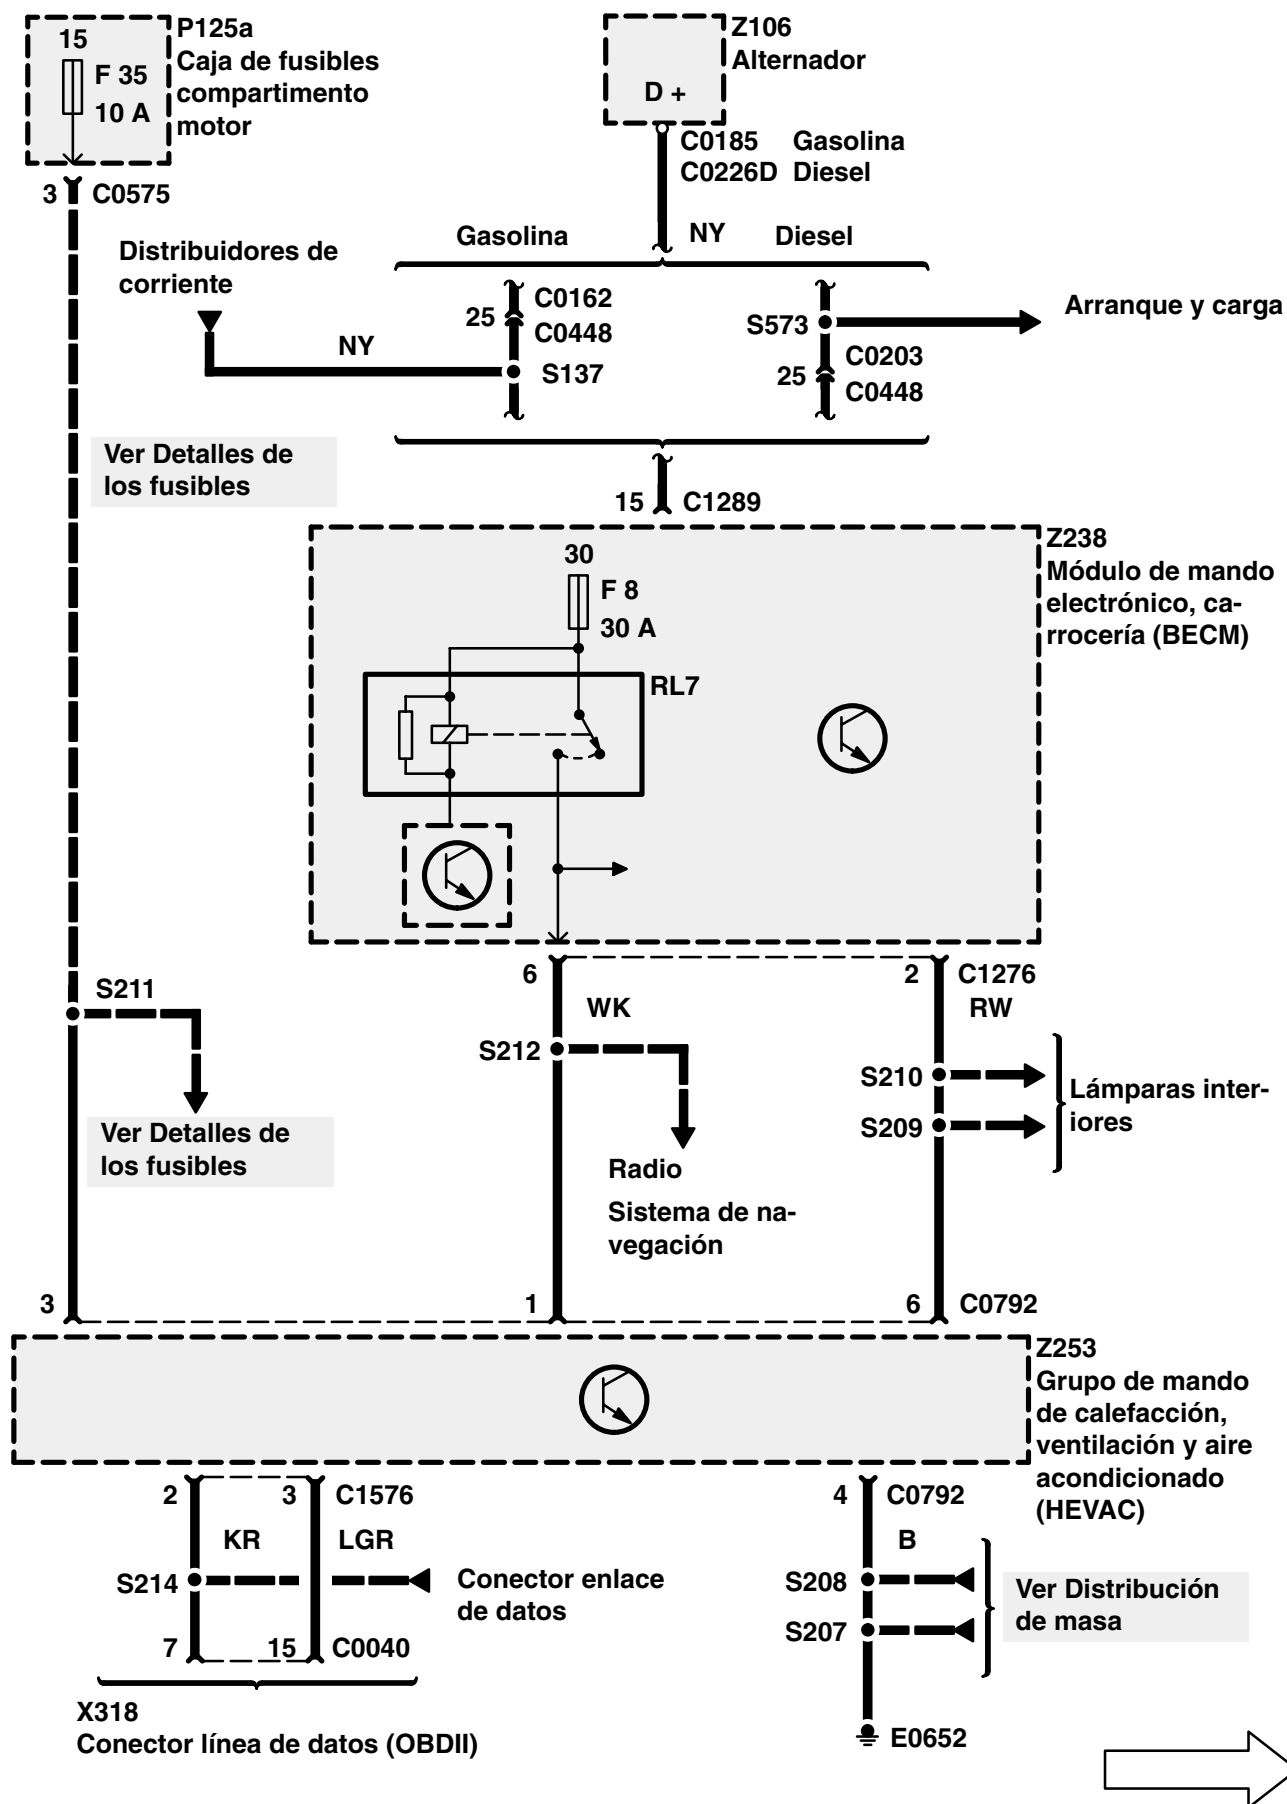 P125a
Caja de fusibles
compartimento
motor
15
F 35
10 A
Z106
Alternador
D +
C0185 Gasolina
C0226D Diesel
3 C0575
Gasolina NY Diesel
Distribuidores de
corriente
C0162
25
C0448
NY
S137
S573
Arranque y carga
C0203
25
C0448
Ver Detalles de
los fusibles
15 C1289
Z238
Módulo de mando
electrónico, ca-
rrocería (BECM)
30
F 8
30 A
RL7
6
2 C1276
WK
RW
S211
S212
S210
S209
Lámparas inter-
iores
Ver Detalles de
los fusibles
Radio
Sistema de na-
vegación
3
1
6 C0792
Z253
Grupo de mando
de calefacción,
ventilación y aire
acondicionado
(HEVAC)
2
3 C1576
4 C0792
KR
LGR
B
S214
Conector enlace
de datos
S208
S207
Ver Distribución
de masa
7
15 C0040
X318
Conector línea de datos (OBDII)
E0652